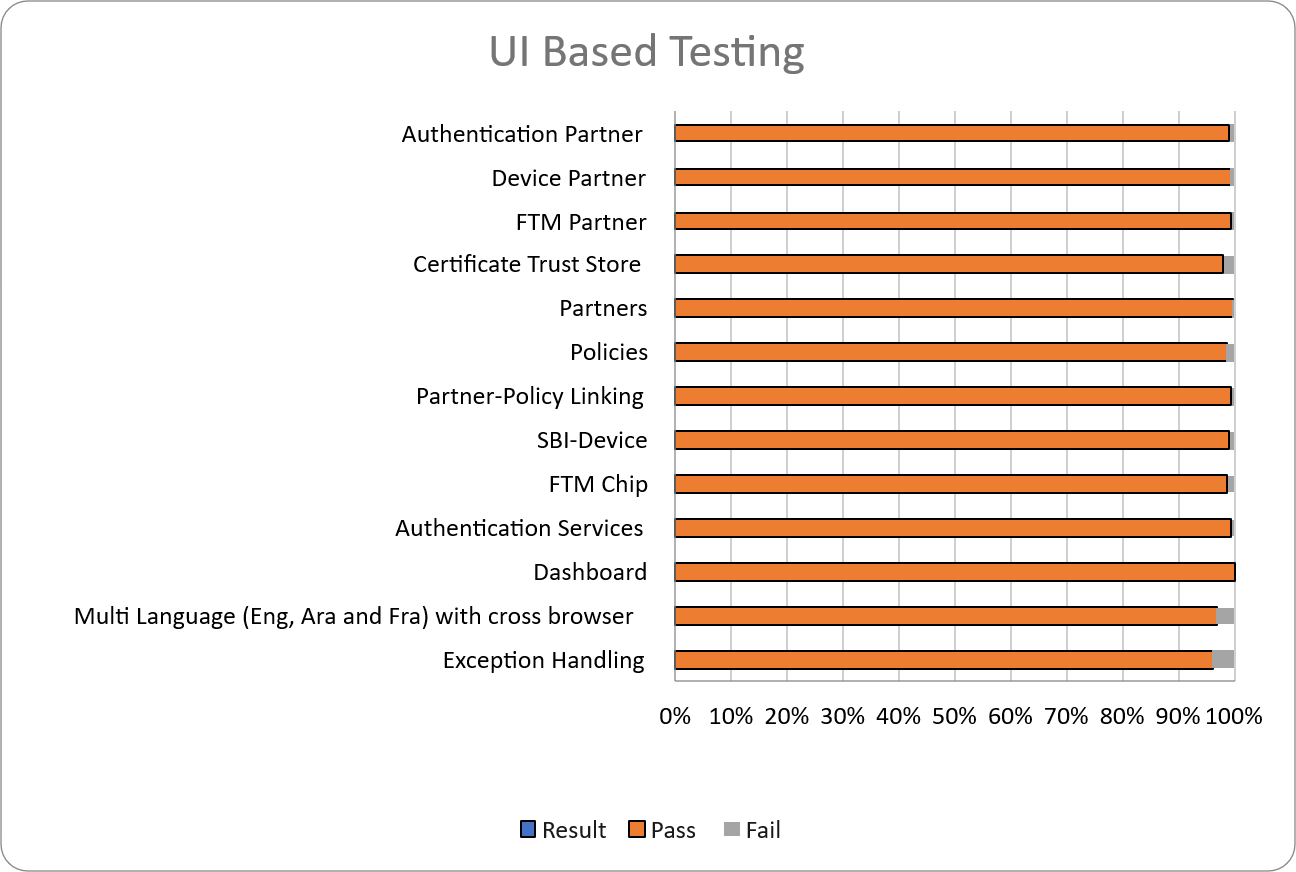 UI Based Testing
Authentication Partner
Device Partner
FTM Partner
Certificate Trust Store
Partners
Policies
Partner-Policy Linking
SBI-Device
FTM Chip
Authentication Services
Dashboard
Multi Language (Eng, Ara and Fra) with cross browser
Exception Handling
0% 10% 20% 30% 40% 50% 60% 70% 80% 90% 100%
Result Pass Fail